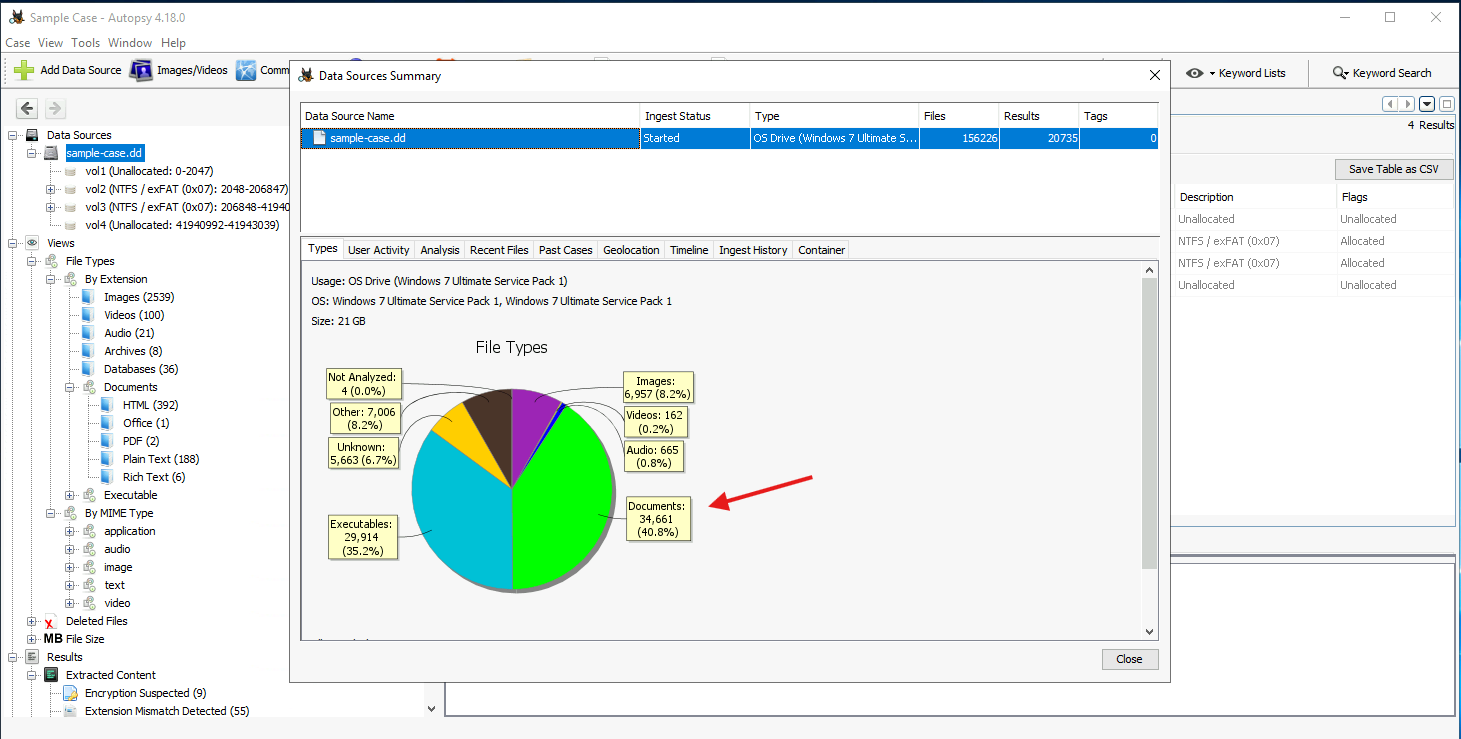 Sample Case - Autopsy 4.18.0
Case View Tools Window Help
Add Data Source Images/Videos Comm Keyword Lists Keyword Search
Data Sources Summary
Data Source Name Ingest Status Type Files Results Tags
sample-case.dd Started OS Drive (Windows 7 Ultimate S... 156226 20735 0
Types User Activity Analysis Recent Files Past Cases Geolocation Timeline Ingest History Container
Usage: OS Drive (Windows 7 Ultimate Service Pack 1)
OS: Windows 7 Ultimate Service Pack 1, Windows 7 Ultimate Service Pack 1
Size: 21 GB
File Types
Not Analyzed:
4 (0.0%)
Other: 7,006
(8.2%)
Unknown:
5,663 (6.7%)
Executables:
29,914
(35.2%)
Images:
6,957 (8.2%)
Videos: 162
(0.2%)
Audio: 665
(0.8%)
Documents:
34,661
(40.8%)
Close
Data Sources
sample-case.dd
vol1 (Unallocated: 0-2047)
vol2 (NTFS / exFAT (0x07): 2048-206847)
vol3 (NTFS / exFAT (0x07): 206848-41940
vol4 (Unallocated: 41940992-41943039)
Views
File Types
By Extension
Images (2539)
Videos (100)
Audio (21)
Archives (8)
Databases (36)
Documents
HTML (392)
Office (1)
PDF (2)
Plain Text (188)
Rich Text (6)
Executable
By MIME Type
application
audio
image
text
video
Deleted Files
MB File Size
Results
Extracted Content
Encryption Suspected (9)
Extension Mismatch Detected (55)
4 Results
Save Table as CSV
Description Flags
Unallocated Unallocated
NTFS / exFAT (0x07) Allocated
NTFS / exFAT (0x07) Allocated
Unallocated Unallocated